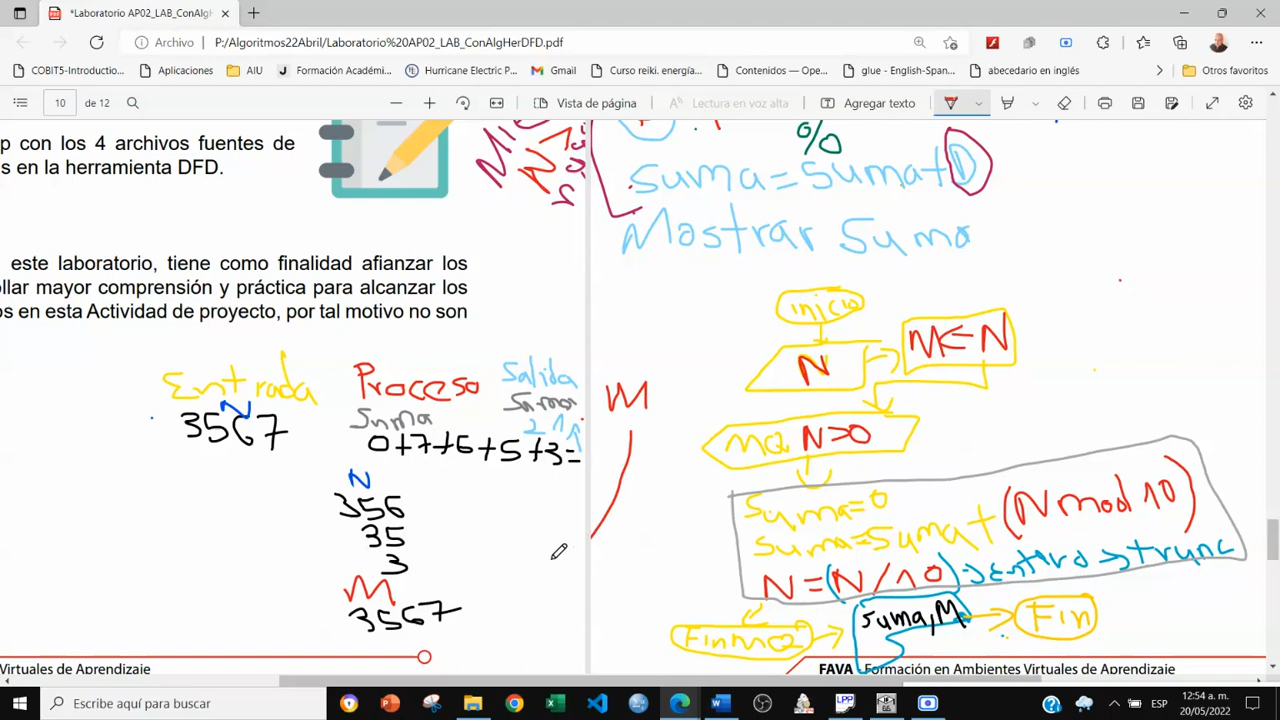 *Laboratorio AP02_LAB_ConAlgH
Archivo P:/Algoritmos22Abril/Laboratorio%20AP02_LAB_ConAlgHerDFD.pdf
COBIT5-Introductio... Aplicaciones AIU Formación Académi... Hurricane Electric P... Gmail Curso reiki. energía... Contenidos — Ope... glue - English-Span... abecedario en inglés Otros favoritos
10 de 12 Vista de página Lectura en voz alta Agregar texto
p con los 4 archivos fuentes de
s en la herramienta DFD.
este laboratorio, tiene como finalidad afianzar los
llar mayor comprensión y práctica para alcanzar los
os en esta Actividad de proyecto, por tal motivo no son
Entrada Proceso Salida
N Suma Suma
3567 0+7+6+5+3= 21
N
356
35
3
M
3567
M
%
Suma=Suma+D
Mostrar Suma
inicio
N M←N
MQ N>0
Suma=0
Suma=Suma+(N mod 10)
N=(N/10)→entero→trunc
FinMQ Suma,M Fin
Virtuales de Aprendizaje
FAVA - Formación en Ambientes Virtuales de Aprendizaje
Escribe aquí para buscar
ESP
12:54 a. m.
20/05/2022